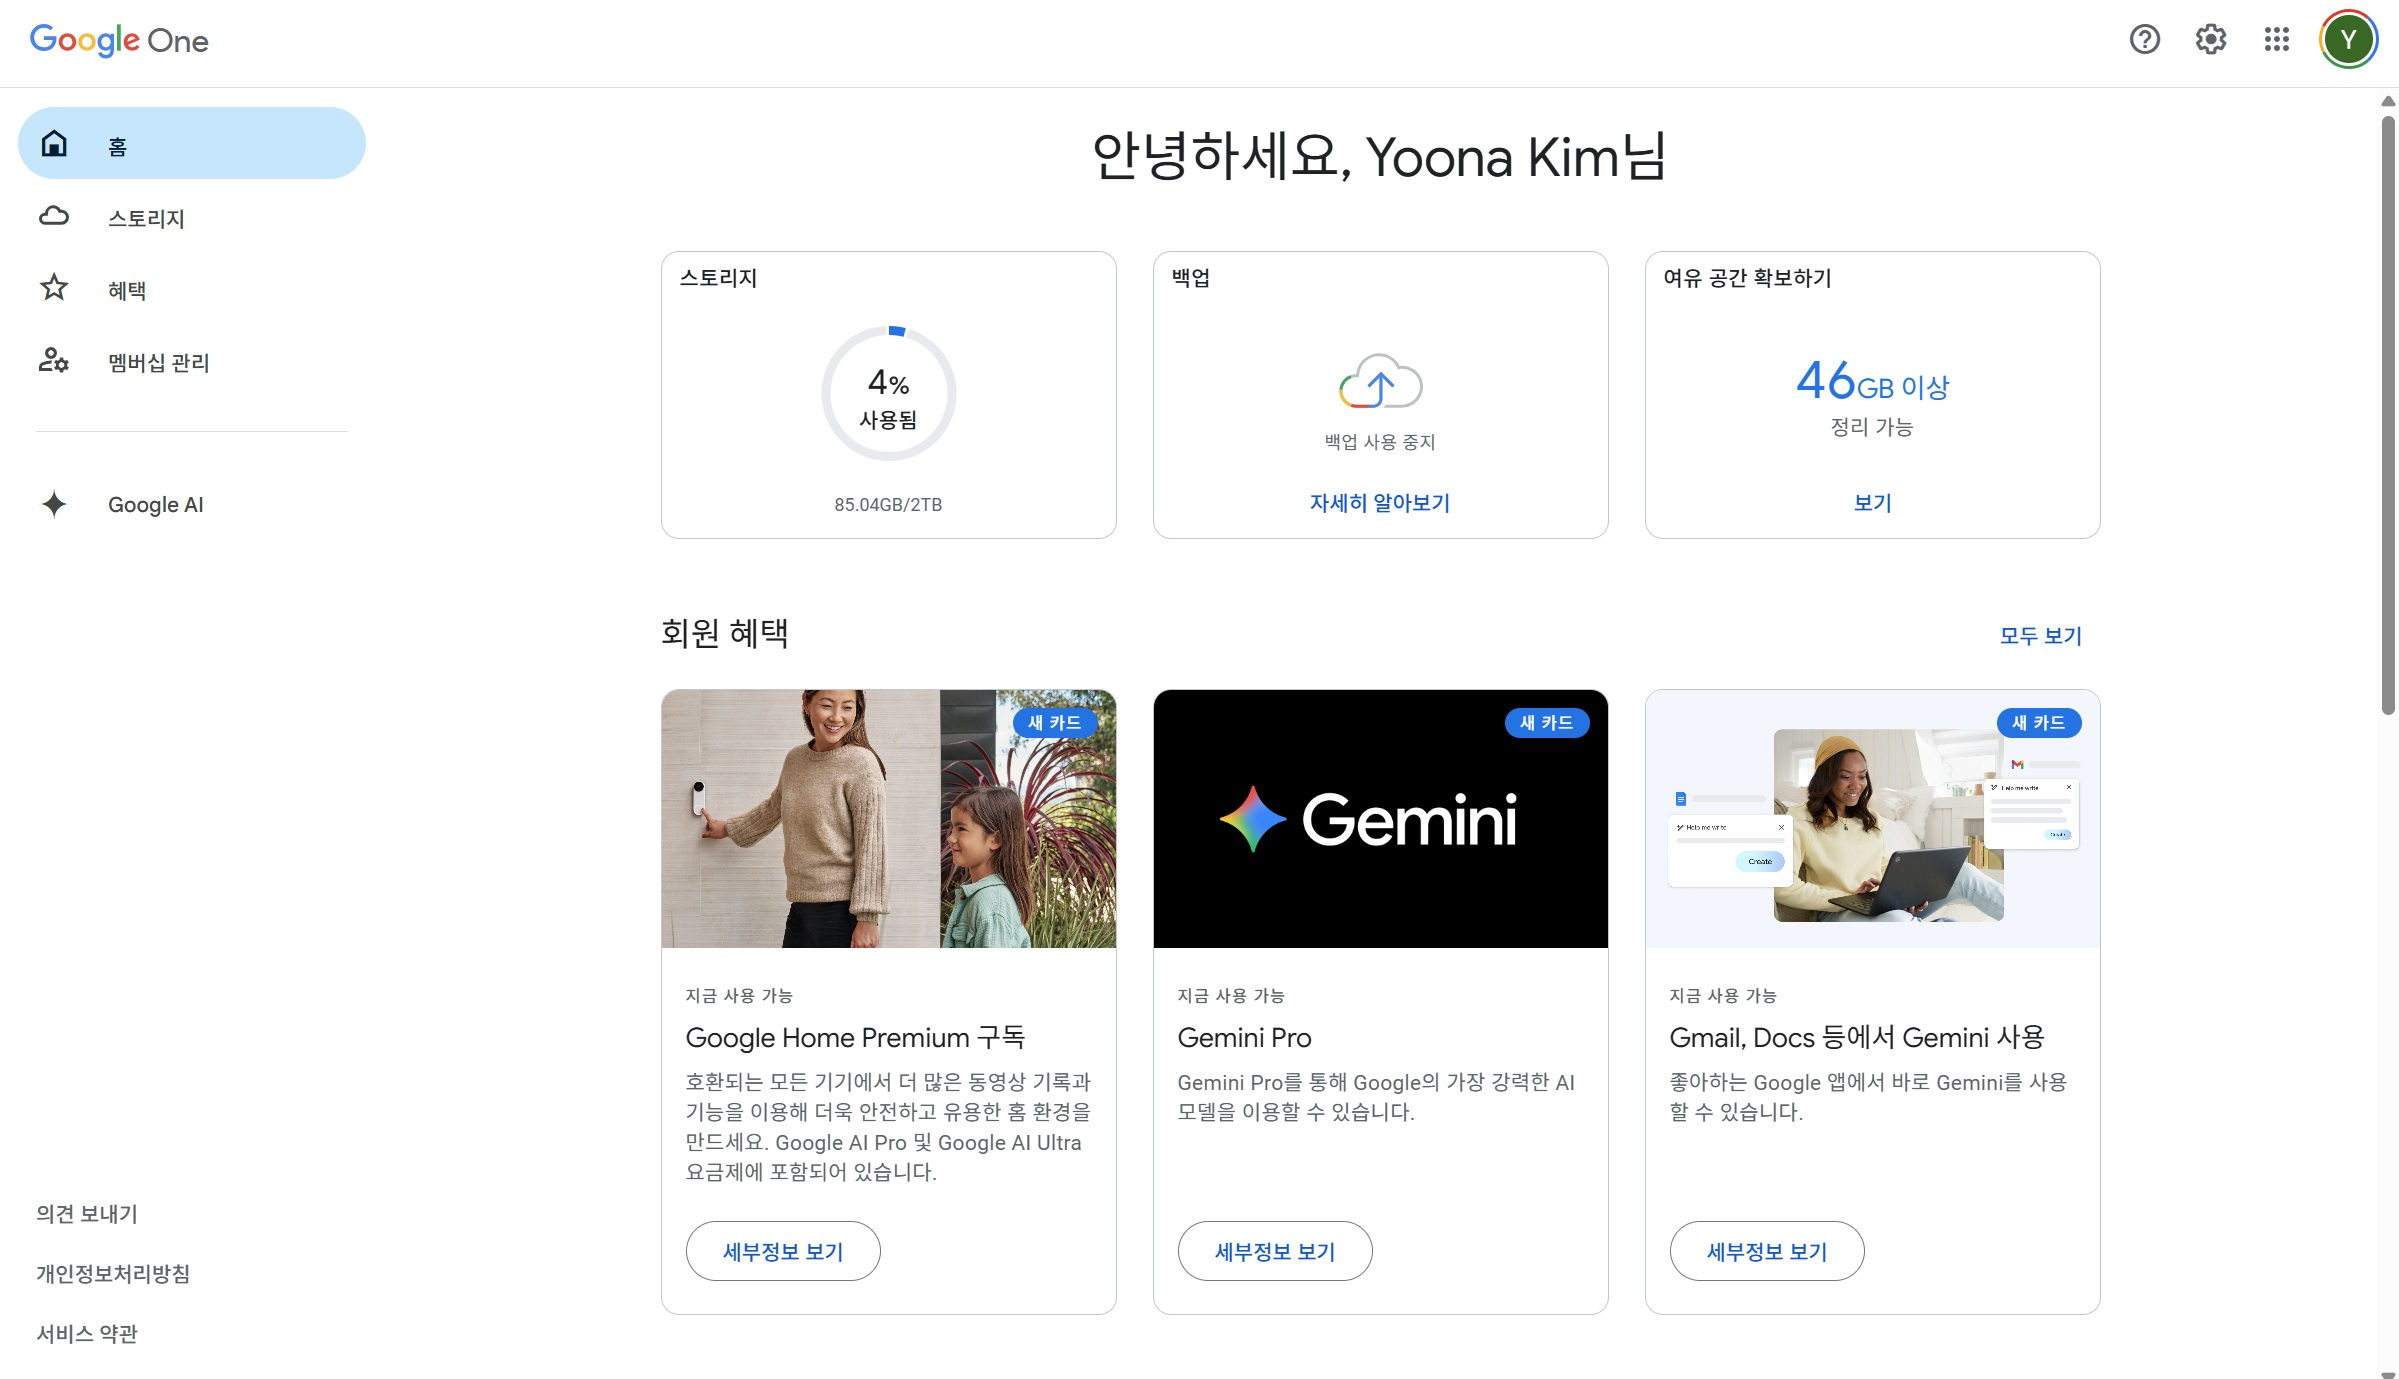 Google One
Y
홈
스토리지
혜택
멤버십 관리
Google AI
의견 보내기
개인정보처리방침
서비스 약관
안녕하세요, Yoona Kim님
스토리지
4%
사용됨
85.04GB/2TB
백업
백업 사용 중지
자세히 알아보기
여유 공간 확보하기
46GB 이상
정리 가능
보기
회원 혜택
모두 보기
새 카드
지금 사용 가능
Google Home Premium 구독
호환되는 모든 기기에서 더 많은 동영상 기록과
기능을 이용해 더욱 안전하고 유용한 홈 환경을
만드세요. Google AI Pro 및 Google AI Ultra
요금제에 포함되어 있습니다.
세부정보 보기
새 카드
Gemini
지금 사용 가능
Gemini Pro
Gemini Pro를 통해 Google의 가장 강력한 AI
모델을 이용할 수 있습니다.
세부정보 보기
새 카드
Help me write
Create
Help me write
Create
지금 사용 가능
Gmail, Docs 등에서 Gemini 사용
좋아하는 Google 앱에서 바로 Gemini를 사용
할 수 있습니다.
세부정보 보기